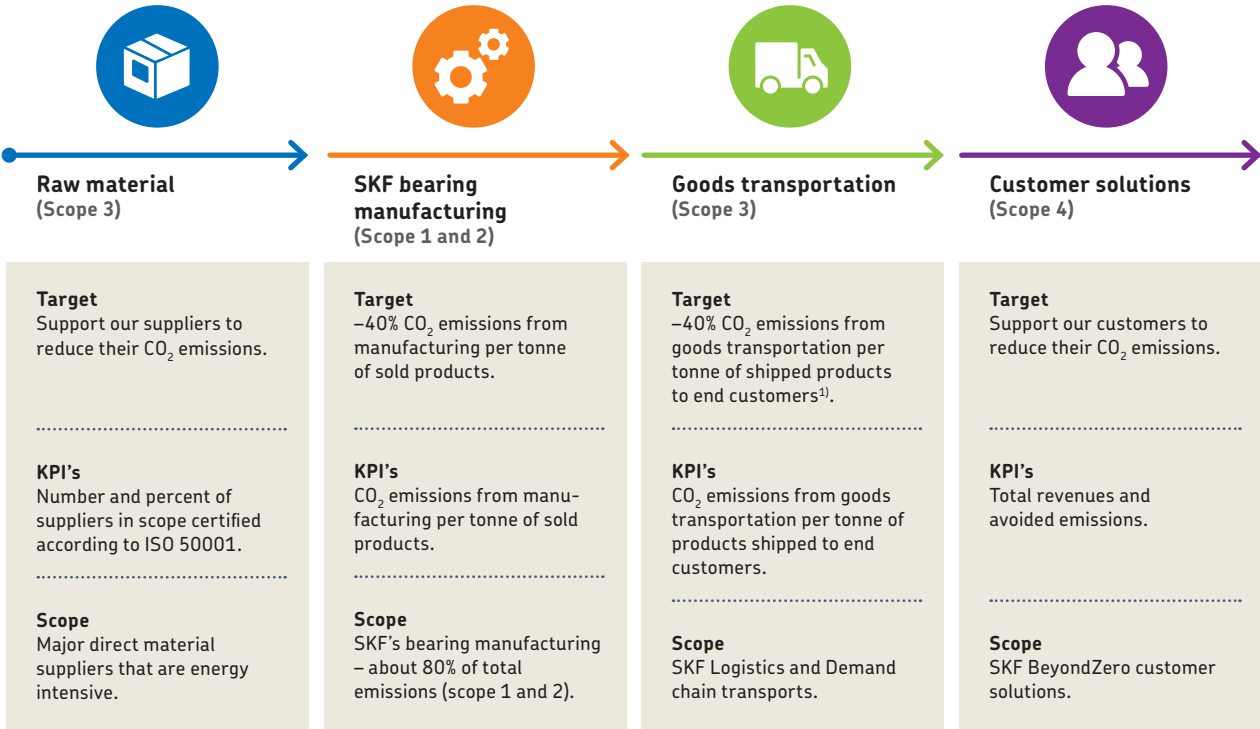 Raw material
(Scope 3)
Target
Support our suppliers to
reduce their CO₂ emissions.
KPI's
Number and percent of
suppliers in scope certified
according to ISO 50001.
Scope
Major direct material
suppliers that are energy
intensive.
SKF bearing
manufacturing
(Scope 1 and 2)
Target
–40% CO₂ emissions from
manufacturing per tonne
of sold products.
KPI's
CO₂ emissions from manu-
facturing per tonne of sold
products.
Scope
SKF's bearing manufacturing
– about 80% of total
emissions (scope 1 and 2).
Goods transportation
(Scope 3)
Target
–40% CO₂ emissions from
goods transportation per
tonne of shipped products
to end customers¹⁾.
KPI's
CO₂ emissions from goods
transportation per tonne of
products shipped to end
customers.
Scope
SKF Logistics and Demand
chain transports.
Customer solutions
(Scope 4)
Target
Support our customers to
reduce their CO₂ emissions.
KPI's
Total revenues and
avoided emissions.
Scope
SKF BeyondZero customer
solutions.